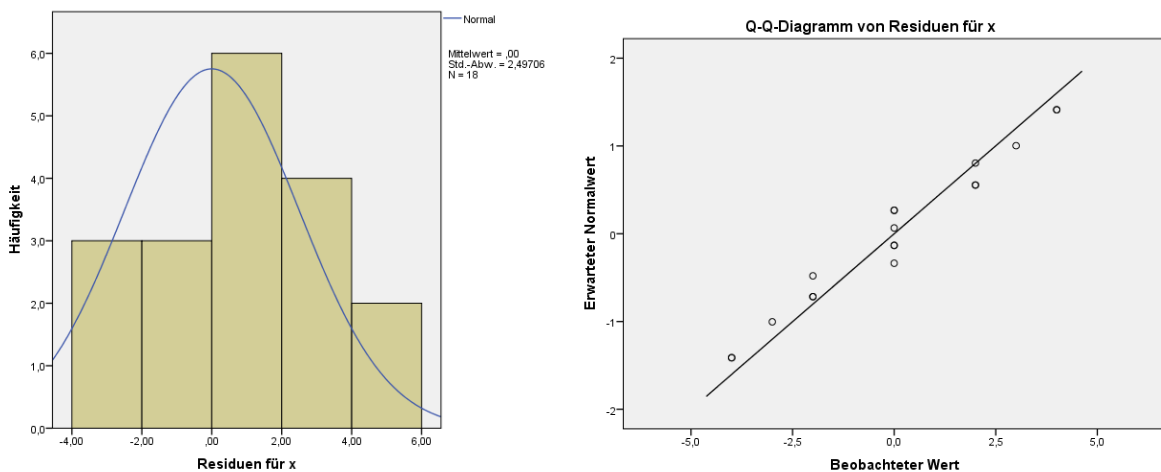 Normal
Mittelwert = ,00
Std.-Abw. = 2,49706
N = 18
6,0
5,0
4,0
3,0
2,0
1,0
0,0
Häufigkeit
-4,00 -2,00 ,00 2,00 4,00 6,00
Residuen für x
Q-Q-Diagramm von Residuen für x
2
1
0
-1
-2
Erwarteter Normalwert
-5,0 -2,5 0,0 2,5 5,0
Beobachteter Wert